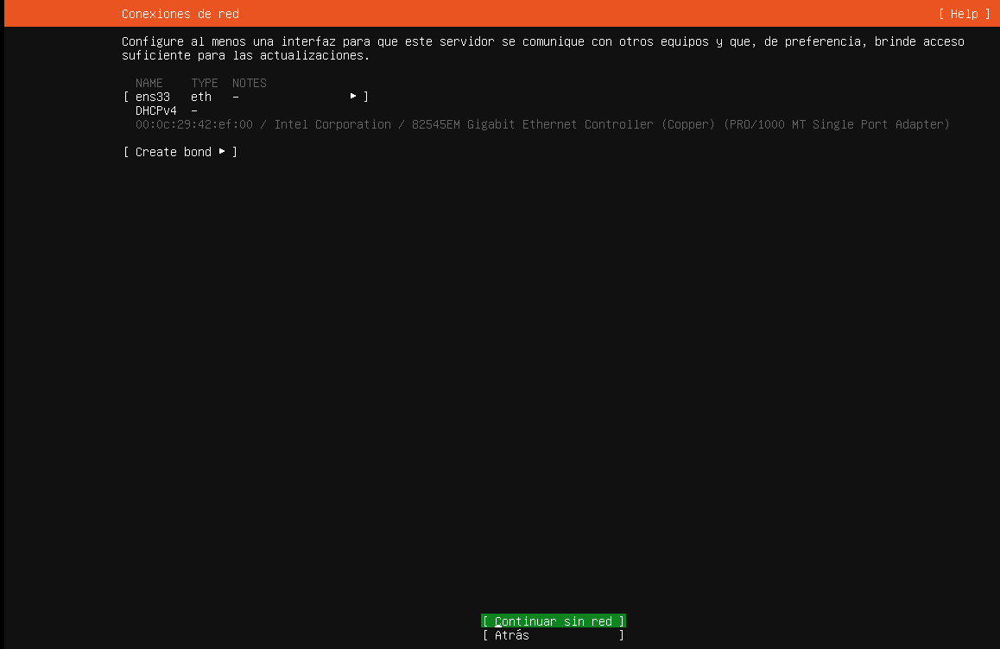 Conexiones de red [ Help ]
Configure al menos una interfaz para que este servidor se comunique con otros equipos y que, de preferencia, brinde acceso
suficiente para las actualizaciones.
NAME TYPE NOTES
[ ens33 eth - ▸ ]
DHCPv4 -
00:0c:29:42:ef:00 / Intel Corporation / 82545EM Gigabit Ethernet Controller (Copper) (PRO/1000 MT Single Port Adapter)
[ Create bond ▸ ]
[ Continuar sin red ]
[ Atrás ]